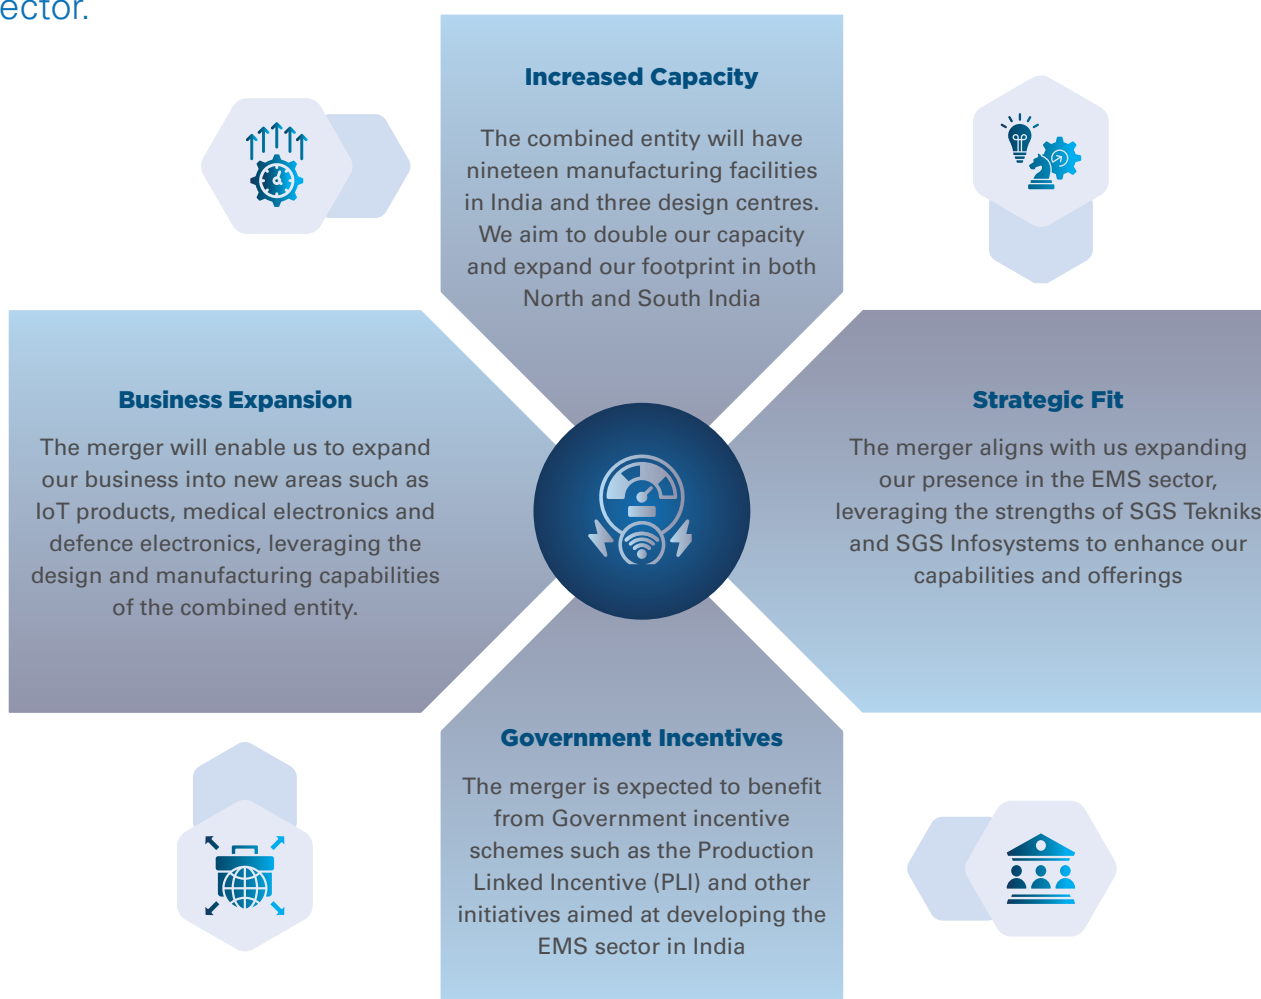 ector.
Increased Capacity
The combined entity will have
nineteen manufacturing facilities
in India and three design centres.
We aim to double our capacity
and expand our footprint in both
North and South India
Business Expansion
The merger will enable us to expand
our business into new areas such as
IoT products, medical electronics and
defence electronics, leveraging the
design and manufacturing capabilities
of the combined entity.
Strategic Fit
The merger aligns with us expanding
our presence in the EMS sector,
leveraging the strengths of SGS Tekniks
and SGS Infosystems to enhance our
capabilities and offerings
Government Incentives
The merger is expected to benefit
from Government incentive
schemes such as the Production
Linked Incentive (PLI) and other
initiatives aimed at developing the
EMS sector in India